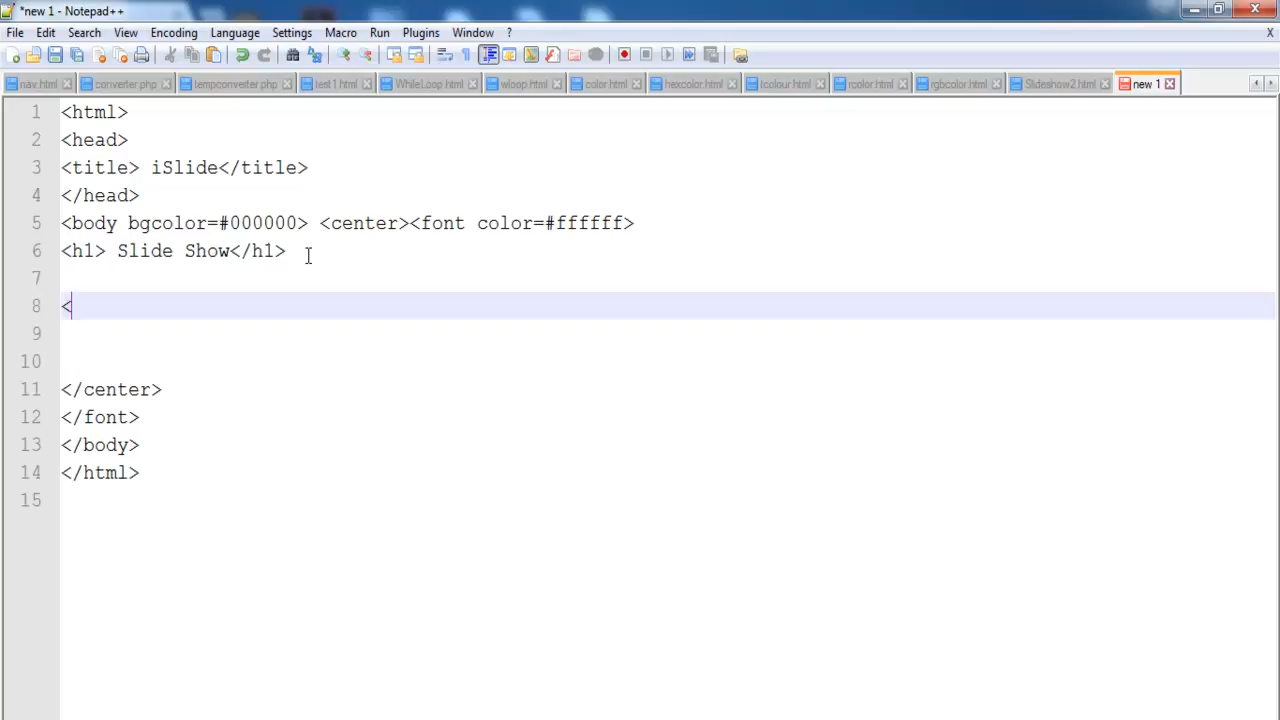 *new 1 - Notepad++
File Edit Search View Encoding Language Settings Macro Run Plugins Window ? X
nav.html converter.php tempconverter.php test1.html WhileLoop.html wloop.html color.html hexcolor.html lcolour.html rcolor.html rgbcolor.html Slideshow2.html new 1
1 <html>
2 <head>
3 <title> iSlide</title>
4 </head>
5 <body bgcolor=#000000> <center><font color=#ffffff>
6 <h1> Slide Show</h1>
7
8 <
9
10
11 </center>
12 </font>
13 </body>
14 </html>
15